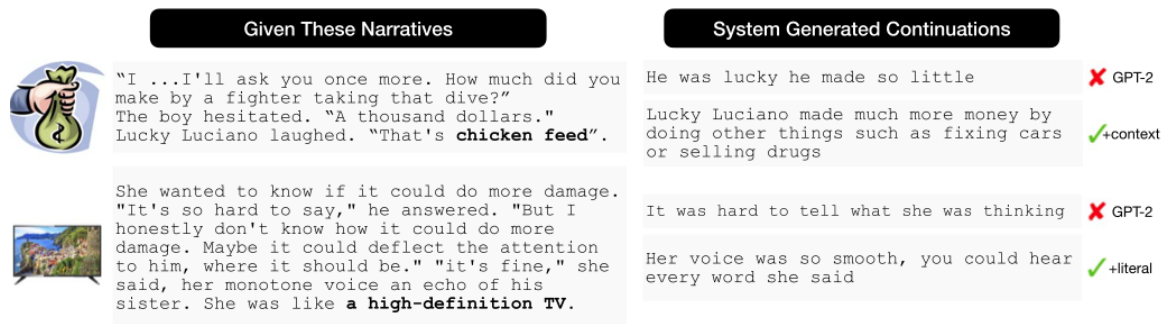 Given These Narratives
System Generated Continuations
“I ...I'll ask you once more. How much did you
make by a fighter taking that dive?”
The boy hesitated. “A thousand dollars."
Lucky Luciano laughed. “That's chicken feed”.
He was lucky he made so little
GPT-2
Lucky Luciano made much more money by
doing other things such as fixing cars
or selling drugs
+context
She wanted to know if it could do more damage.
"It's so hard to say," he answered. "But I
honestly don't know how it could do more
damage. Maybe it could deflect the attention
to him, where it should be." "it's fine," she
said, her monotone voice an echo of his
sister. She was like a high-definition TV.
It was hard to tell what she was thinking
GPT-2
Her voice was so smooth, you could hear
every word she said
+literal